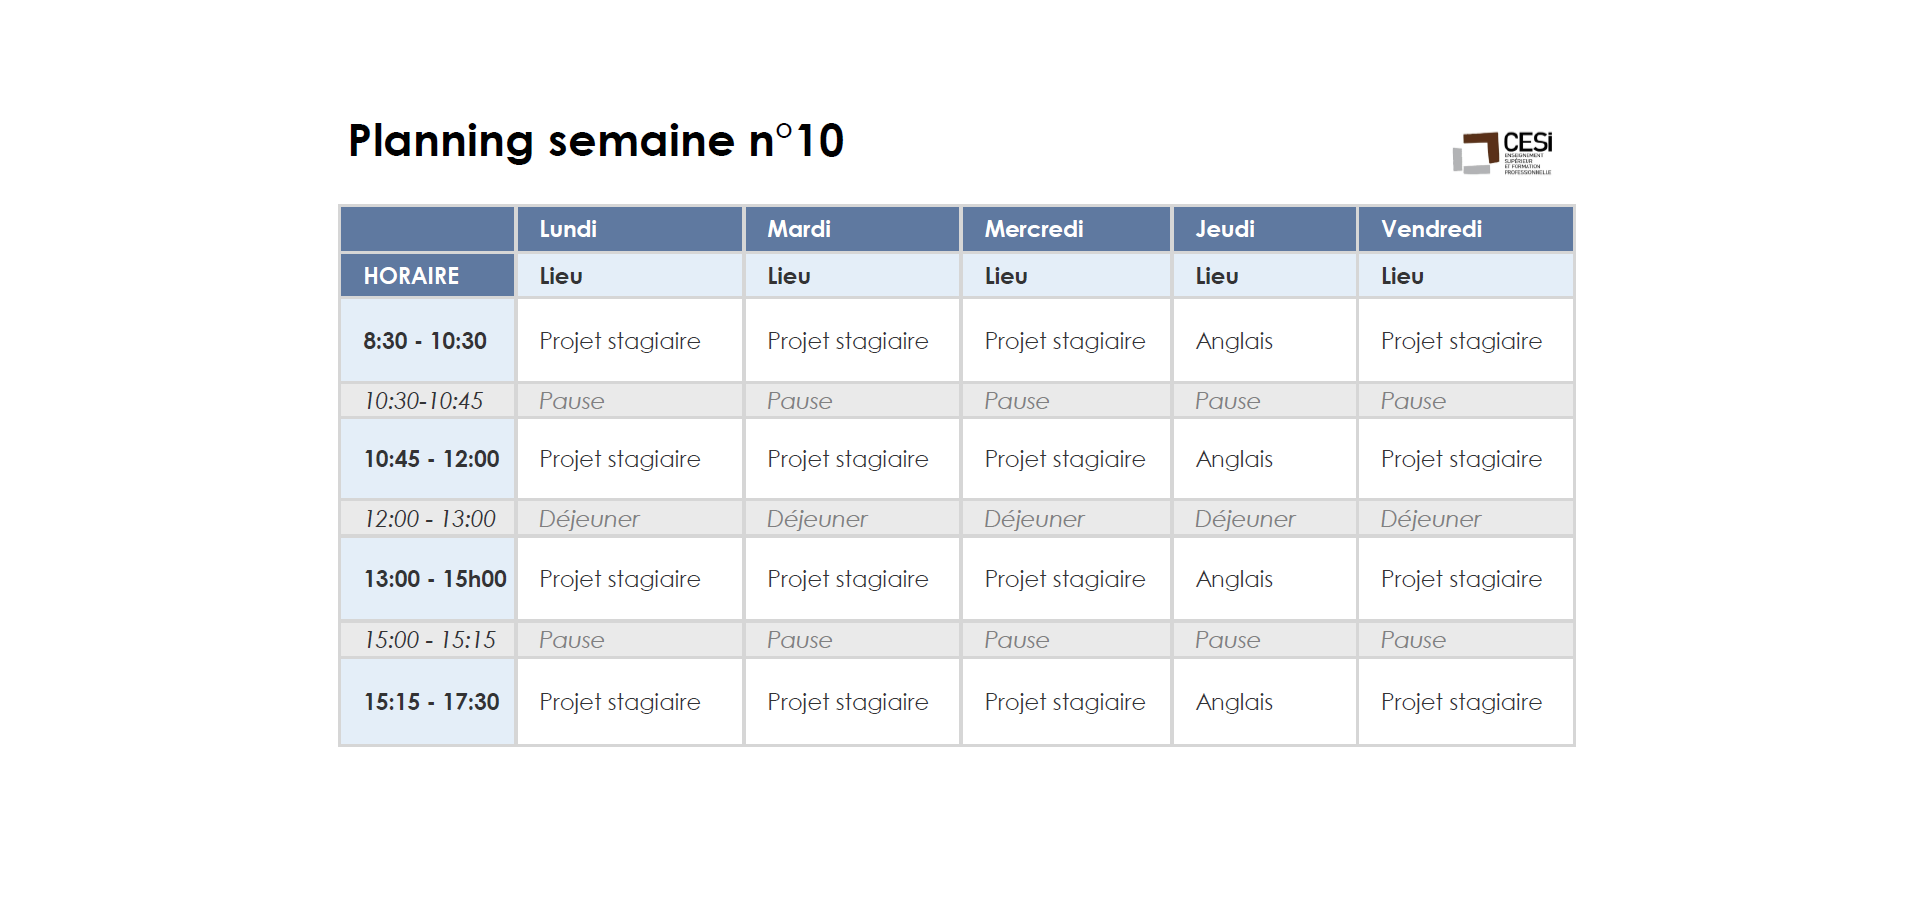 Planning semaine n°10
CESi
ENSEIGNEMENT
SUPÉRIEUR
ET FORMATION
PROFESSIONNELLE
Lundi Mardi Mercredi Jeudi Vendredi
HORAIRE Lieu Lieu Lieu Lieu Lieu
8:30 - 10:30 Projet stagiaire Projet stagiaire Projet stagiaire Anglais Projet stagiaire
10:30-10:45 Pause Pause Pause Pause Pause
10:45 - 12:00 Projet stagiaire Projet stagiaire Projet stagiaire Anglais Projet stagiaire
12:00 - 13:00 Déjeuner Déjeuner Déjeuner Déjeuner Déjeuner
13:00 - 15h00 Projet stagiaire Projet stagiaire Projet stagiaire Anglais Projet stagiaire
15:00 - 15:15 Pause Pause Pause Pause Pause
15:15 - 17:30 Projet stagiaire Projet stagiaire Projet stagiaire Anglais Projet stagiaire